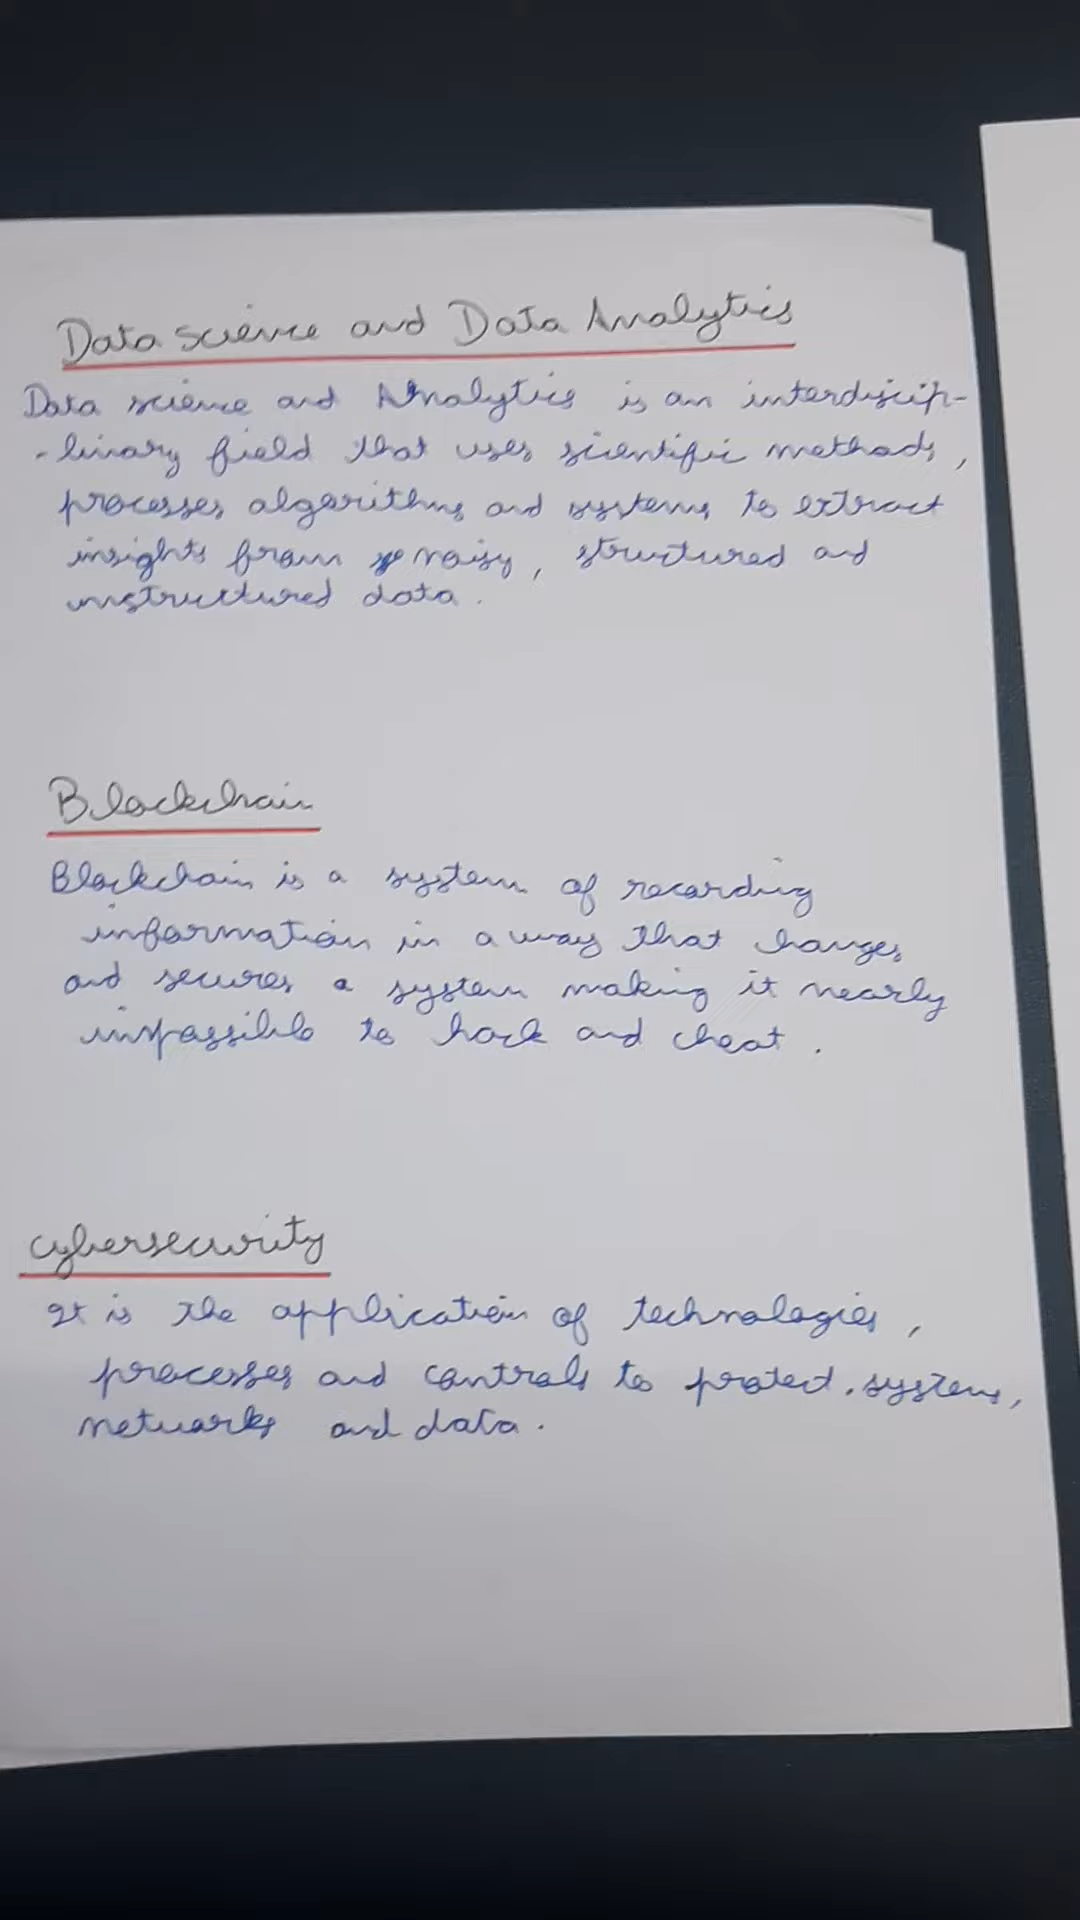 Data science and Data Analytics
Data science and Analytics is an interdiscip-
-linary field that uses scientific methods,
processes algorithms and systems to extract
insights from noisy, structured and
unstructured data.
Blockchain
Blockchain is a system of recording
information in a way that changes
and secures a system making it nearly
impossible to hack and cheat.
Cybersecurity
It is the application of technologies,
processes and controls to protect systems,
networks and data.